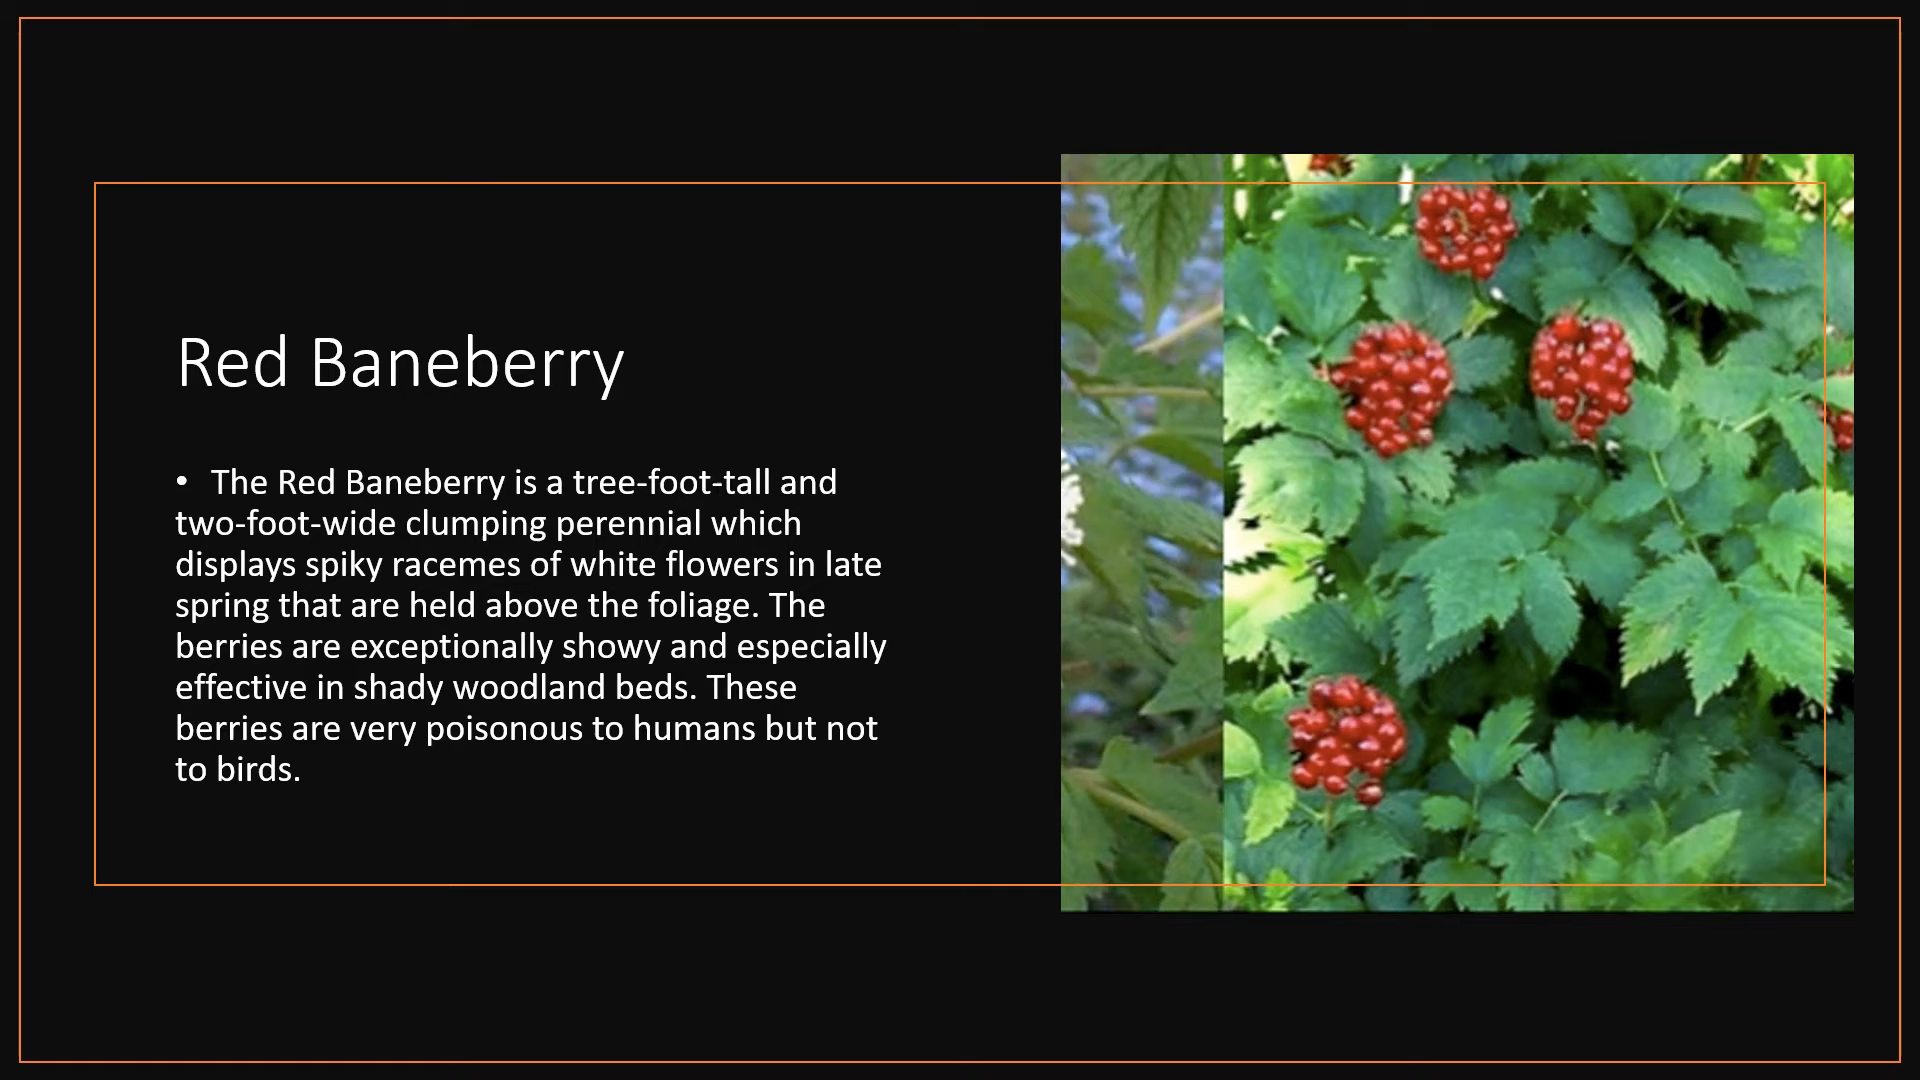 Red Baneberry
• The Red Baneberry is a tree-foot-tall and
two-foot-wide clumping perennial which
displays spiky racemes of white flowers in late
spring that are held above the foliage. The
berries are exceptionally showy and especially
effective in shady woodland beds. These
berries are very poisonous to humans but not
to birds.